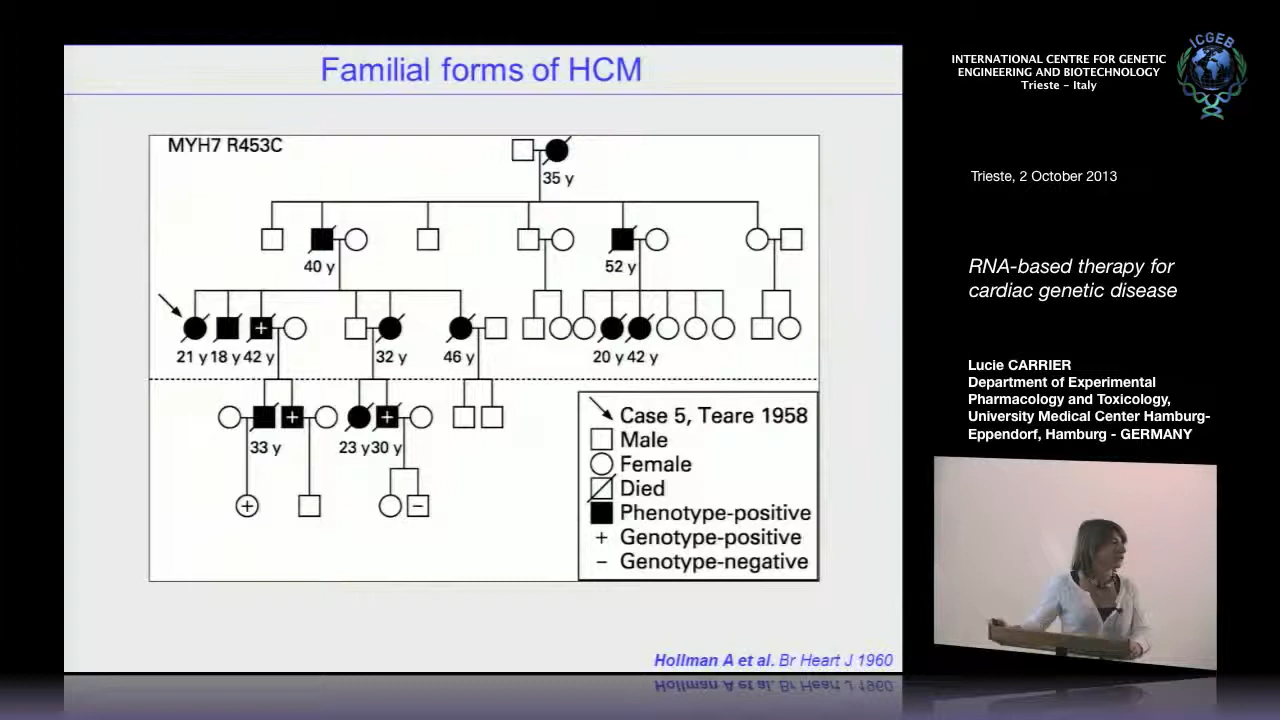 Familial forms of HCM
MYH7 R453C
35 y
40 y
52 y
+
21 y 18 y 42 y
32 y
46 y
20 y 42 y
+
+
33 y
23 y 30 y
+
-
Case 5, Teare 1958
Male
Female
Died
Phenotype-positive
+ Genotype-positive
- Genotype-negative
Hollman A et al. Br Heart J 1960
INTERNATIONAL CENTRE FOR GENETIC
ENGINEERING AND BIOTECHNOLOGY
Trieste - Italy
ICGEB
Trieste, 2 October 2013
RNA-based therapy for
cardiac genetic disease
Lucie CARRIER
Department of Experimental
Pharmacology and Toxicology,
University Medical Center Hamburg-
Eppendorf, Hamburg - GERMANY